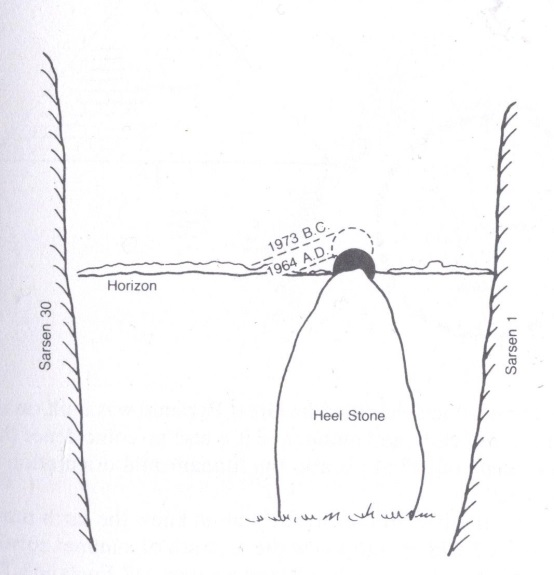 1973 B.C.
1964 A.D.
Horizon
Sarsen 30
Sarsen 1
Heel Stone